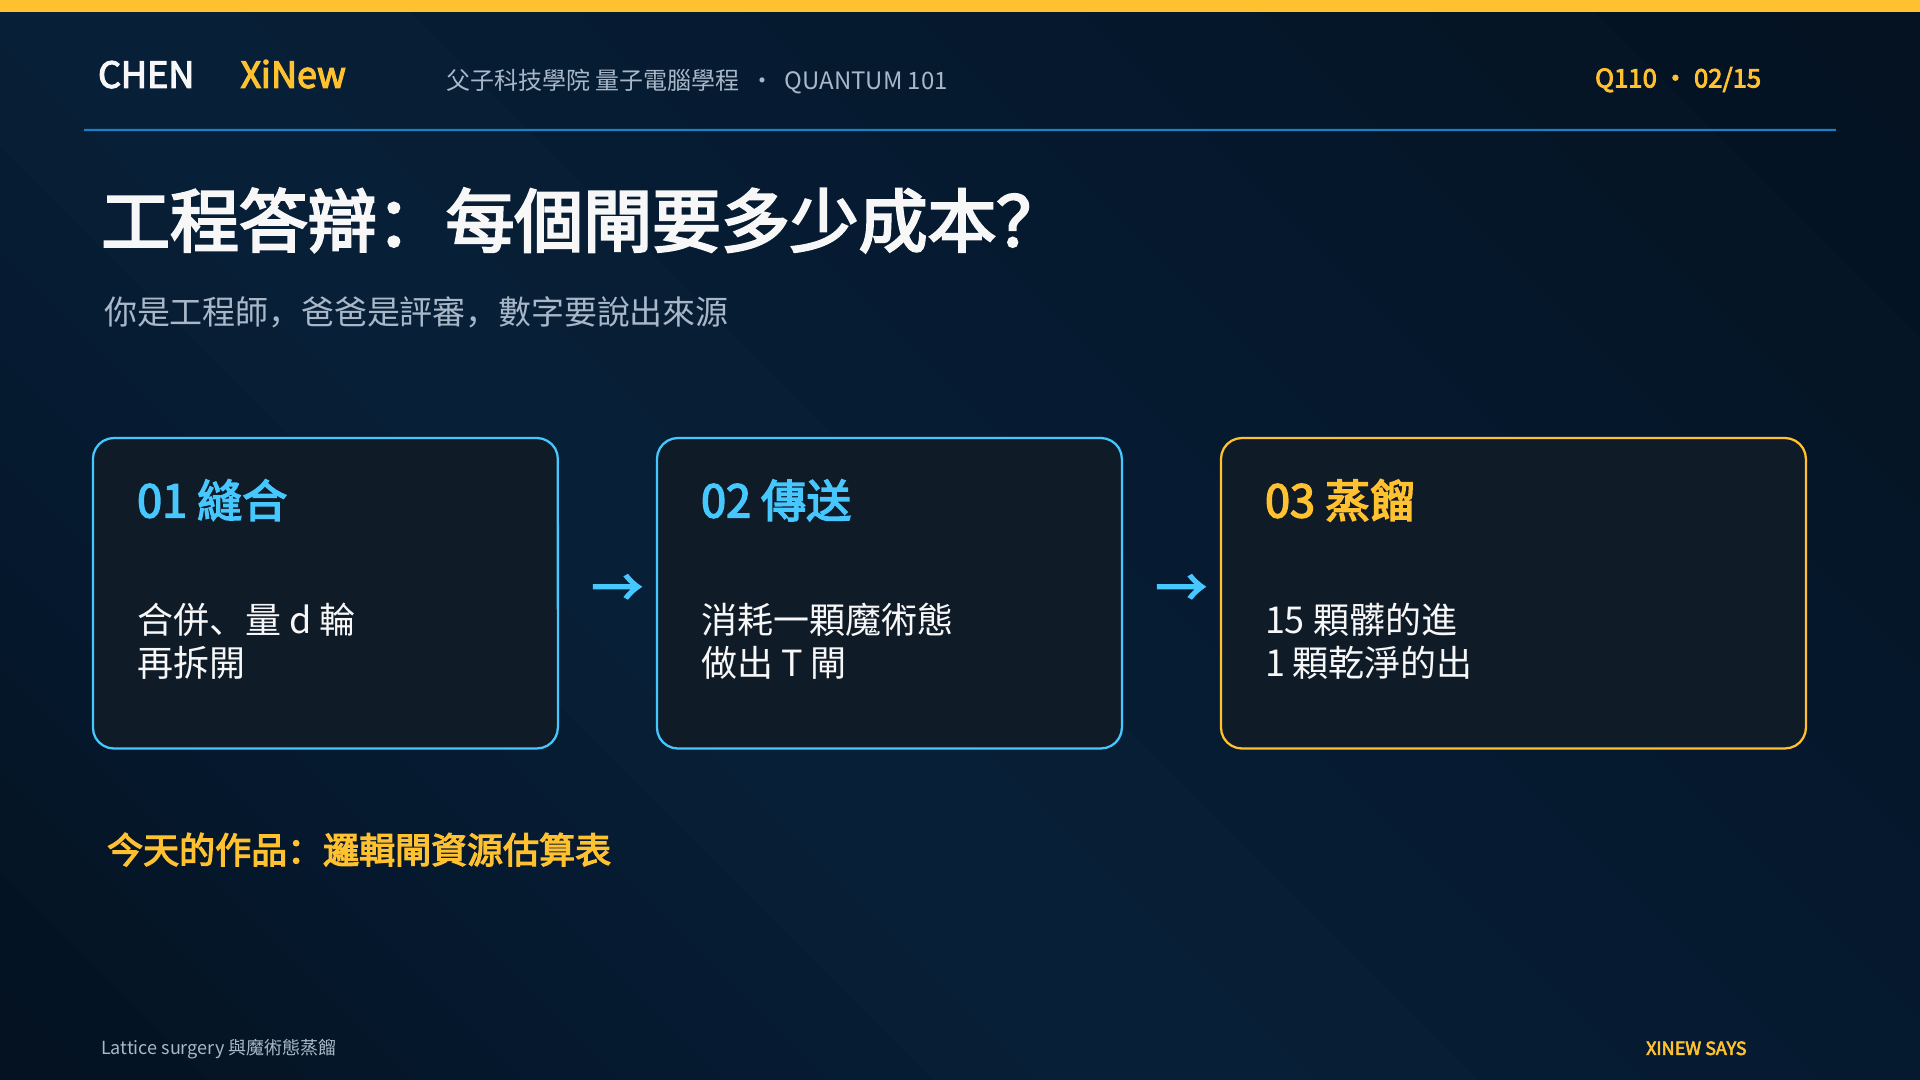 CHEN XiNew 父子科技學院 量子電腦學程 · QUANTUM 101 Q110 · 02/15
工程答辯：每個閘要多少成本？
你是工程師，爸爸是評審，數字要說出來源
01 縫合
合併、量 d 輪
再拆開
→
02 傳送
消耗一顆魔術態
做出 T 閘
→
03 蒸餾
15 顆髒的進
1 顆乾淨的出
今天的作品：邏輯閘資源估算表
Lattice surgery 與魔術態蒸餾 XINEW SAYS